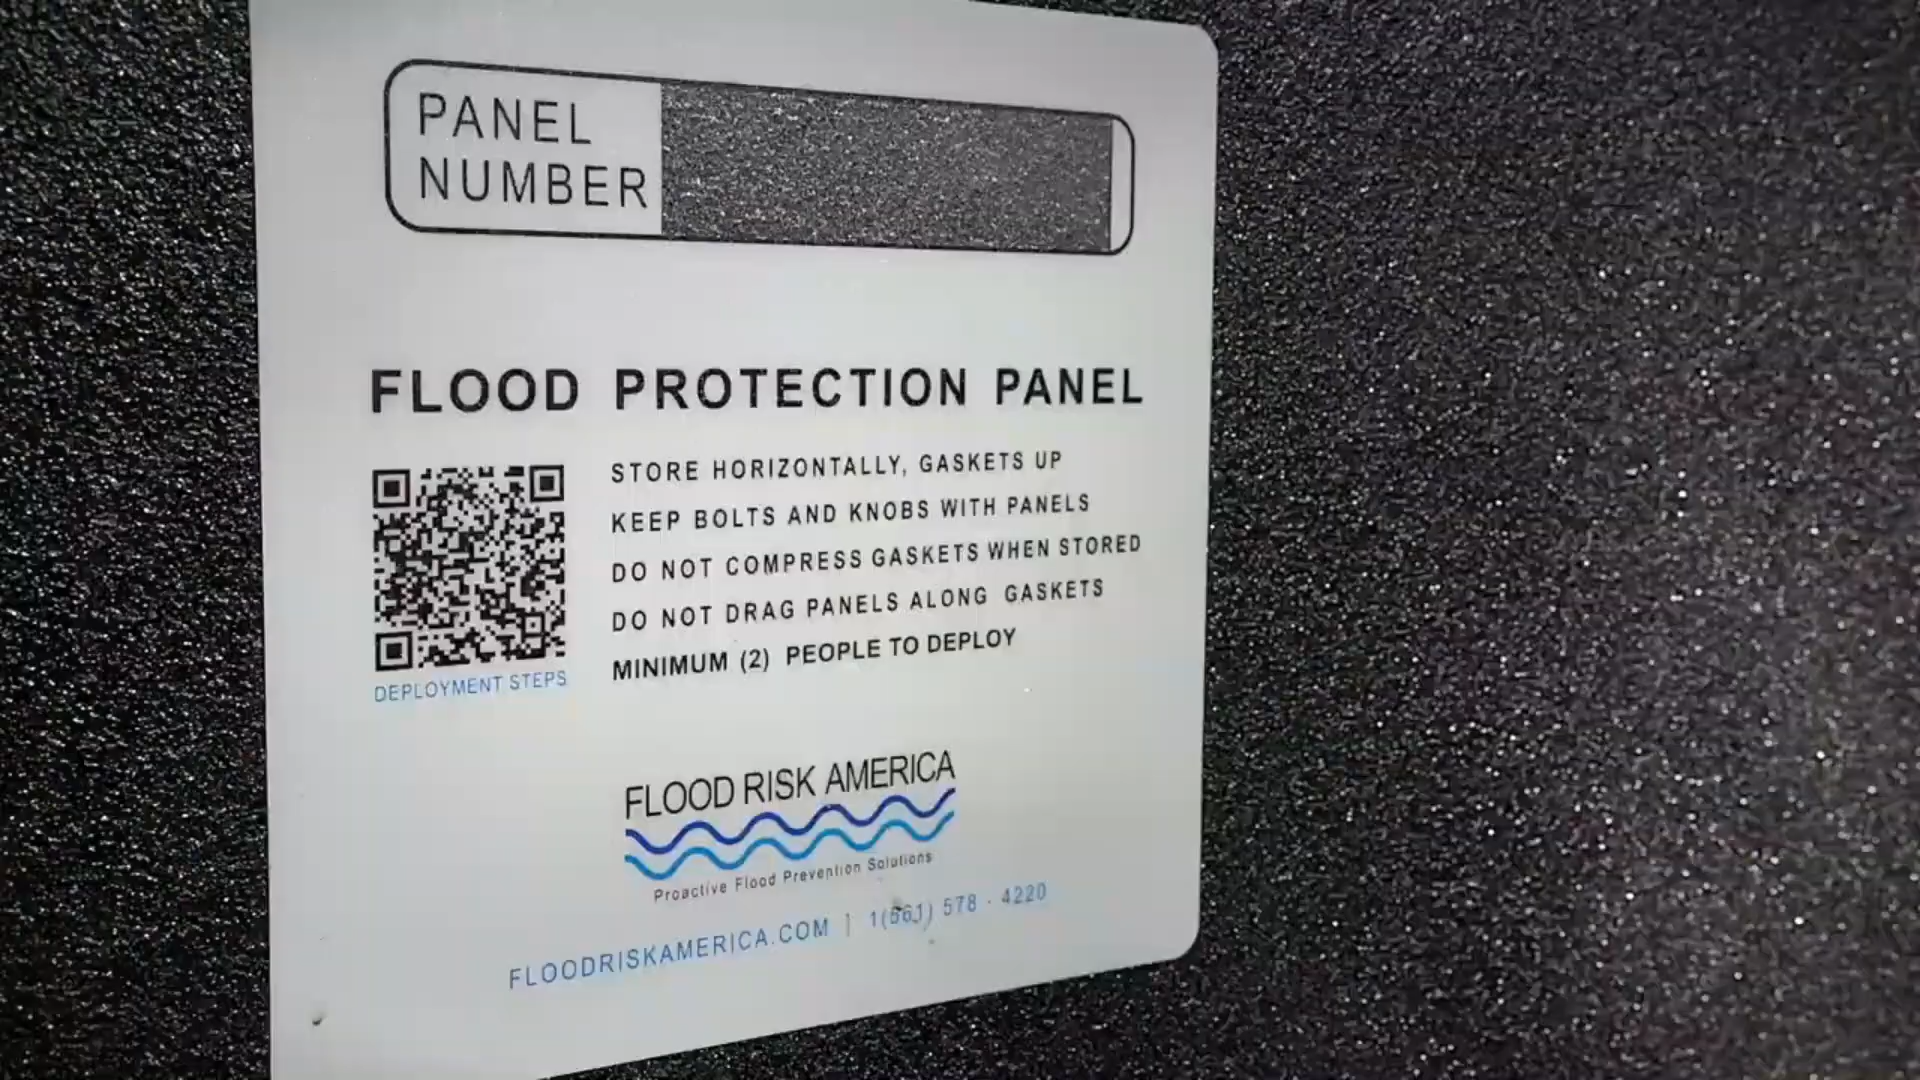 PANEL
NUMBER
FLOOD PROTECTION PANEL
STORE HORIZONTALLY, GASKETS UP
KEEP BOLTS AND KNOBS WITH PANELS
DO NOT COMPRESS GASKETS WHEN STORED
DO NOT DRAG PANELS ALONG GASKETS
MINIMUM (2) PEOPLE TO DEPLOY
DEPLOYMENT STEPS
FLOOD RISK AMERICA
Proactive Flood Prevention Solutions
FLOODRISKAMERICA.COM | 1(561) 578 - 4220